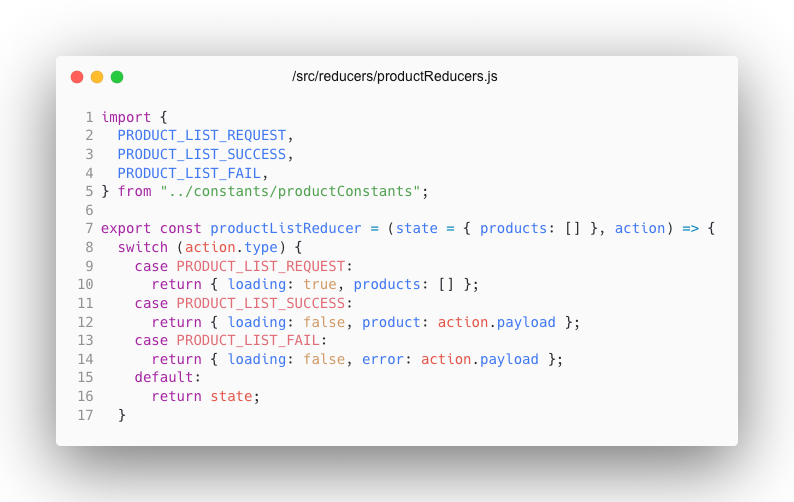 /src/reducers/productReducers.js
1 import {
2   PRODUCT_LIST_REQUEST,
3   PRODUCT_LIST_SUCCESS,
4   PRODUCT_LIST_FAIL,
5 } from "../constants/productConstants";
6
7 export const productListReducer = (state = { products: [] }, action) => {
8   switch (action.type) {
9     case PRODUCT_LIST_REQUEST:
10       return { loading: true, products: [] };
11     case PRODUCT_LIST_SUCCESS:
12       return { loading: false, product: action.payload };
13     case PRODUCT_LIST_FAIL:
14       return { loading: false, error: action.payload };
15     default:
16       return state;
17   }